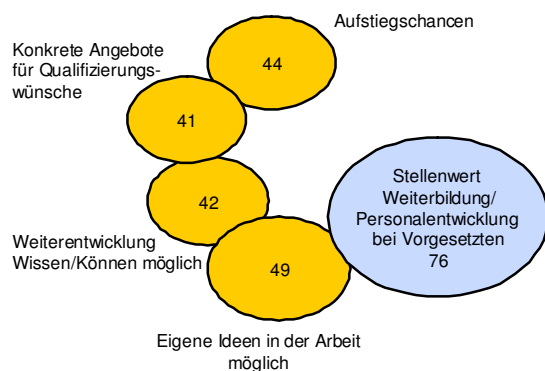 Aufstiegschancen
44
Konkrete Angebote
für Qualifizierungs-
wünsche
41
42
Weiterentwicklung
Wissen/Können möglich
49
Eigene Ideen in der Arbeit
möglich
Stellenwert
Weiterbildung/
Personalentwicklung
bei Vorgesetzten
76